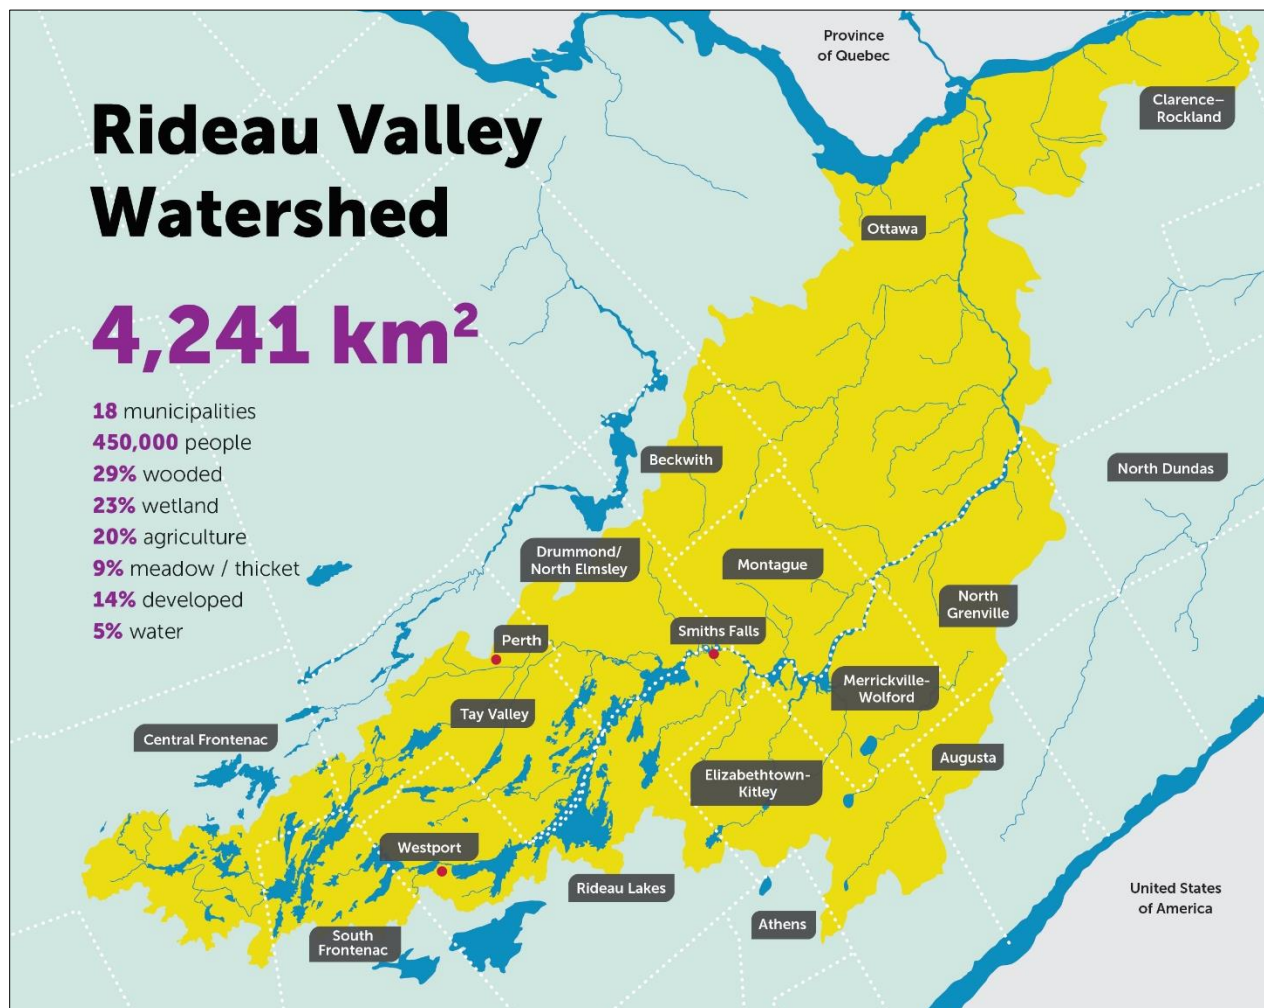 Province
of Quebec
Rideau Valley
Watershed
4,241 km²
18 municipalities
450,000 people
29% wooded
23% wetland
20% agriculture
9% meadow / thicket
14% developed
5% water
Clarence–
Rockland
Ottawa
Beckwith
North Dundas
Drummond/
North Elmsley
Montague
North
Grenville
Perth
Smiths Falls
Merrickville-
Wolford
Tay Valley
Central Frontenac
Augusta
Elizabethtown-
Kitley
Westport
Rideau Lakes
United States
of America
Athens
South
Frontenac